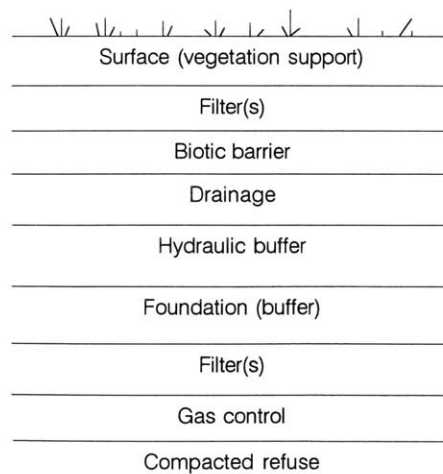 Surface (vegetation support)
Filter(s)
Biotic barrier
Drainage
Hydraulic buffer
Foundation (buffer)
Filter(s)
Gas control
Compacted refuse